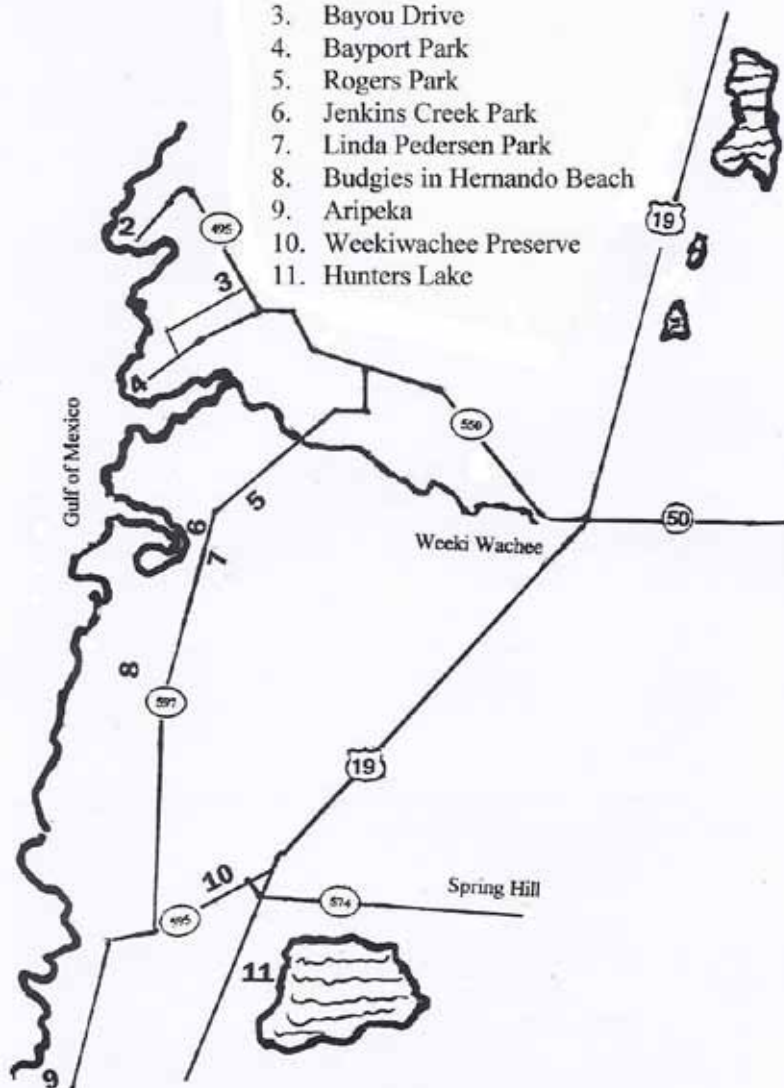 3. Bayou Drive
4. Bayport Park
5. Rogers Park
6. Jenkins Creek Park
7. Linda Pedersen Park
8. Budgies in Hernando Beach
9. Aripeka
10. Weekiwachee Preserve
11. Hunters Lake
19
2
495
3
4
550
Gulf of Mexico
5
6
7
Weeki Wachee
50
8
597
19
10
Spring Hill
595
574
11
9